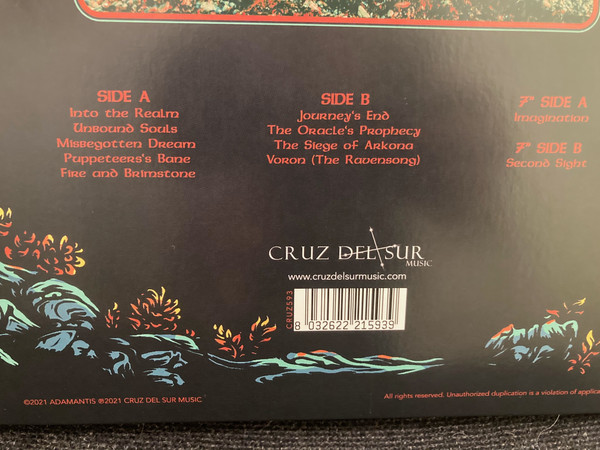 SIDE A
Into the Realm
Unbound Souls
Misbegotten Dream
Puppeteers's Bane
Fire and Brimstone
SIDE B
Journey's End
The Oracle's Prophecy
The Siege of Arkona
Voron (The Ravensong)
7" SIDE A
Imagination
7" SIDE B
Second Sight
CRUZ DEL SUR
MUSIC
www.cruzdelsurmusic.com
CRUZ593
8 032622 215939
©2021 ADAMANTIS ℗2021 CRUZ DEL SUR MUSIC
All rights reserved. Unauthorized duplication is a violation of